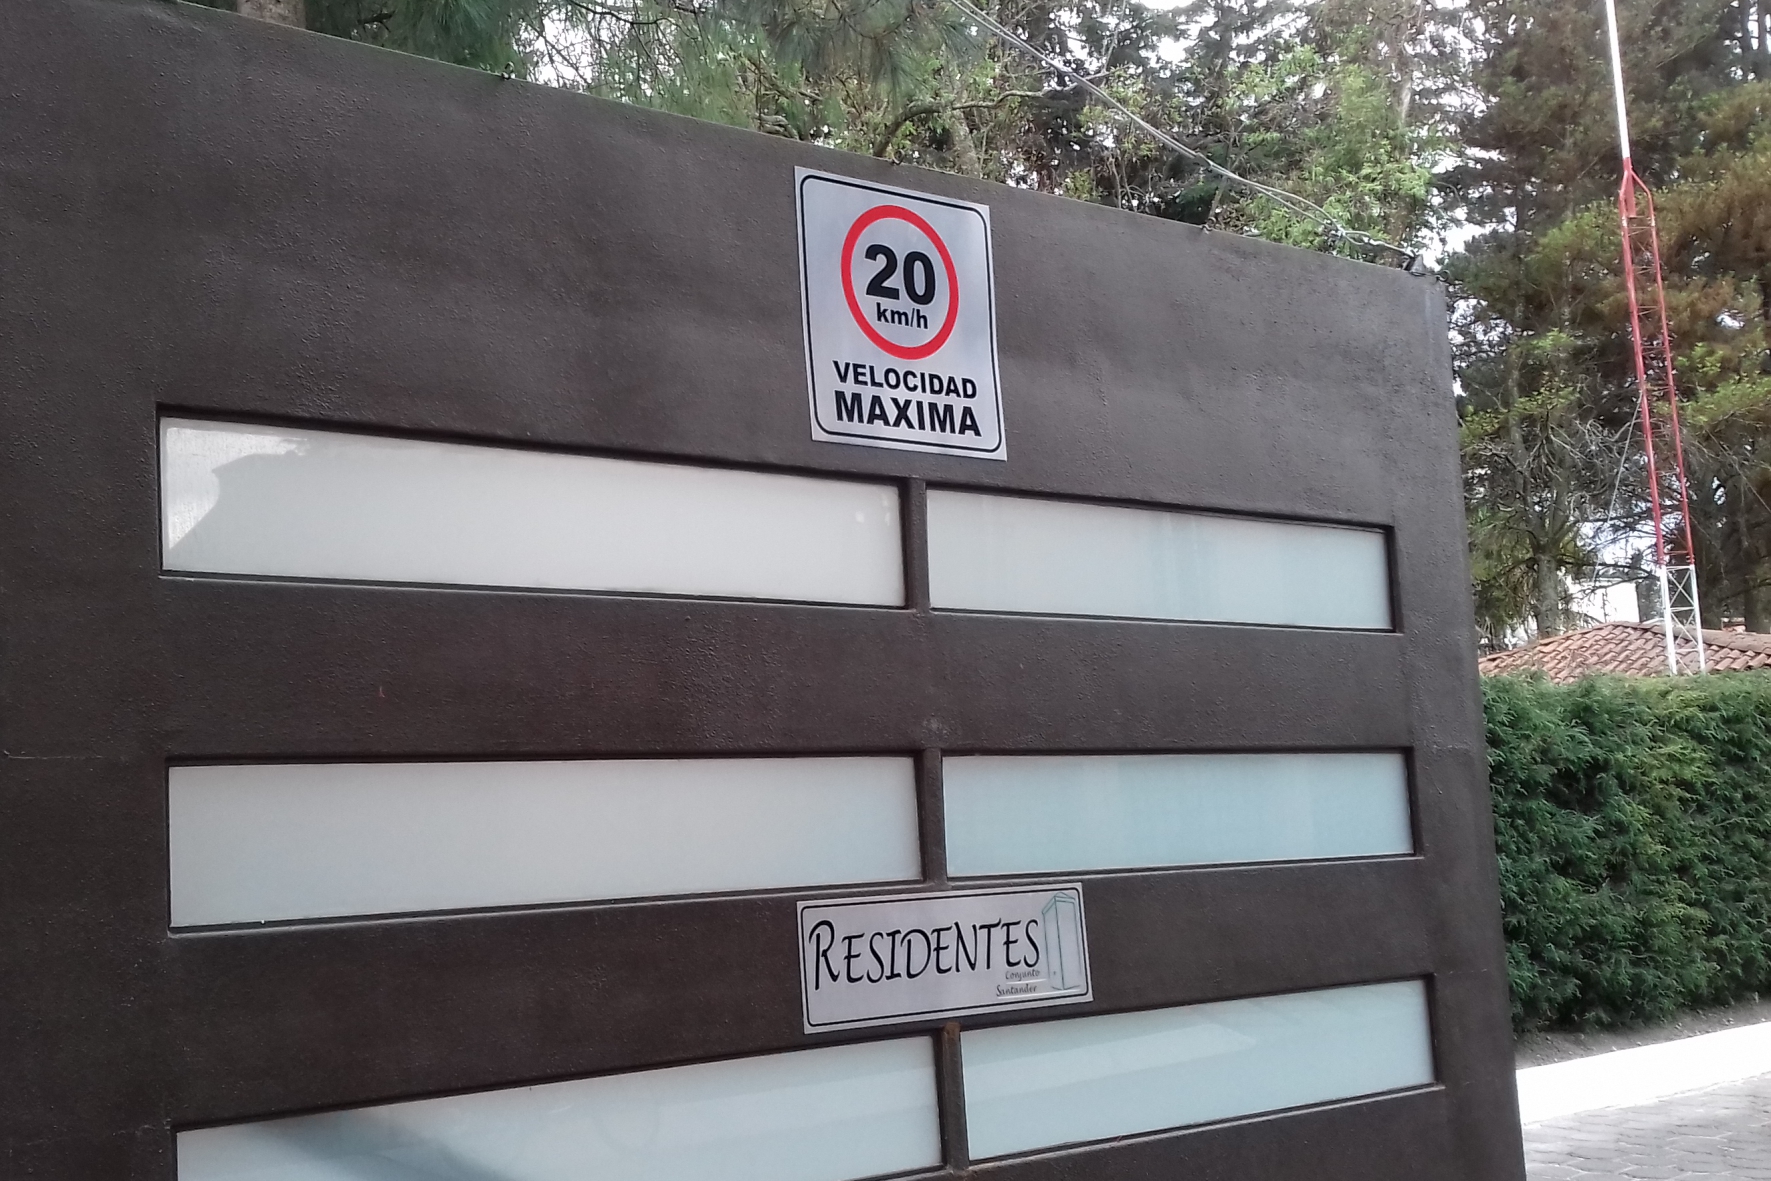 20
km/h
VELOCIDAD
MAXIMA
RESIDENTES
Conjunto
Santander